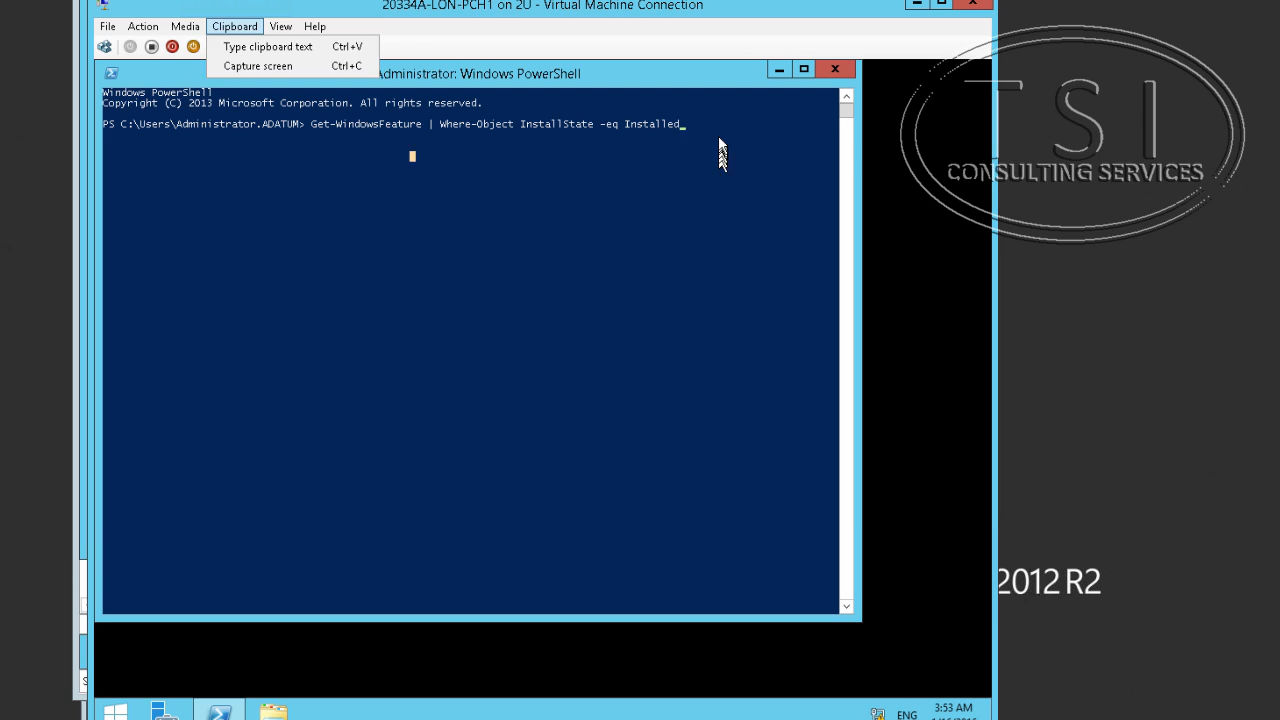 20334A-LON-PCH1 on 2U - Virtual Machine Connection
File Action Media Clipboard View Help
Type clipboard text Ctrl+V
Capture screen Ctrl+C
Administrator: Windows PowerShell
Windows PowerShell
Copyright (C) 2013 Microsoft Corporation. All rights reserved.
PS C:\Users\Administrator.ADATUM> Get-WindowsFeature | Where-Object InstallState -eq Installed
TSI
CONSULTING SERVICES
2012 R2
3:53 AM
ENG